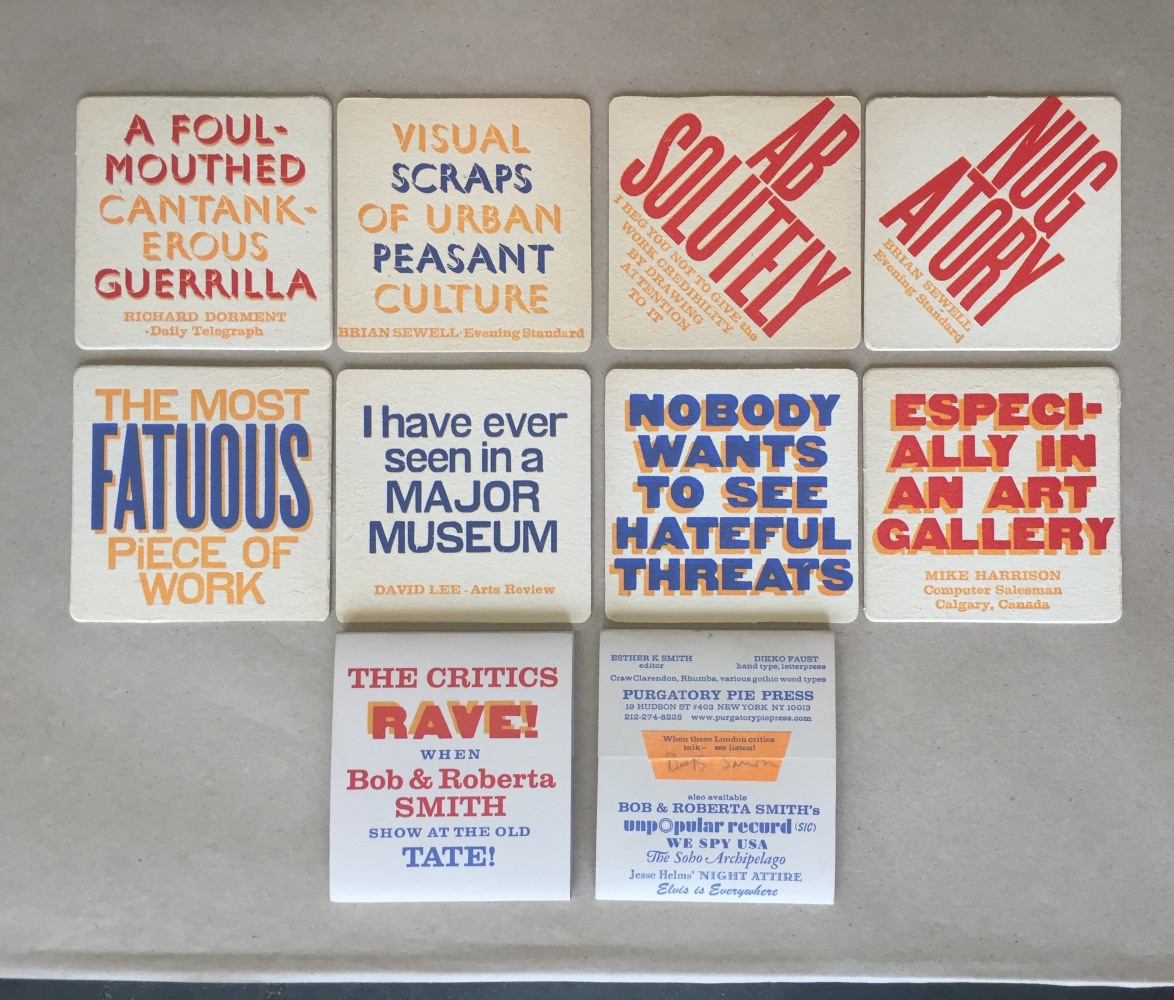 A FOUL-
MOUTHED
CANTANK-
EROUS
GUERRILLA
RICHARD DORMENT
-Daily Telegraph
VISUAL
SCRAPS
OF URBAN
PEASANT
CULTURE
BRIAN SEWELL-Evening Standard
AB
SOLUTELY
I BEG YOU NOT TO GIVE the
WORK CREDIBILITY
BY DRAWING
ATTENTION
TO
IT
NUG
ATORY
BRIAN SEWELL
Evening Standard
THE MOST
FATUOUS
PiECE OF
WORK
I have ever
seen in a
MAJOR
MUSEUM
DAVID LEE - Arts Review
NOBODY
WANTS
TO SEE
HATEFUL
THREATS
ESPECI-
ALLY IN
AN ART
GALLERY
MIKE HARRISON
Computer Salesman
Calgary, Canada
THE CRITICS
RAVE!
WHEN
Bob & Roberta
SMITH
SHOW AT THE OLD
TATE!
ESTHER K SMITH
editor
DIKKO FAUST
hand type, letterpress
Craw Clarendon, Rhumba, various gothic wood types
PURGATORY PIE PRESS
19 HUDSON ST #403 NEW YORK NY 10013
212-274-8228 www.purgatorypiepress.com
When these London critics
talk- we listen!
also available
BOB & ROBERTA SMITH's
unpopular record (SIC)
WE SPY USA
The Soho Archipelago
Jesse Helms' NIGHT ATTIRE
Elvis is Everywhere